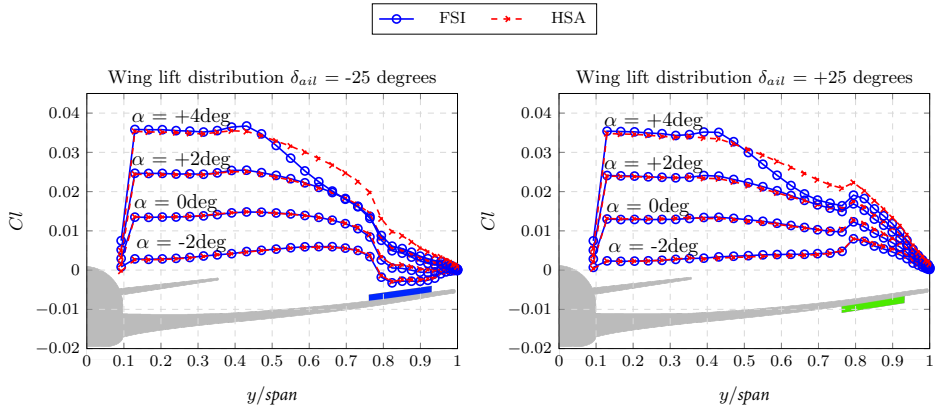 FSI HSA
Wing lift distribution δail = -25 degrees
0.04
0.03
0.02
0.01
0
−0.01
−0.02
Cl
α = +4deg
α = +2deg
α = 0deg
α = -2deg
0 0.1 0.2 0.3 0.4 0.5 0.6 0.7 0.8 0.9 1
y/span
Wing lift distribution δail = +25 degrees
0.04
0.03
0.02
0.01
0
−0.01
−0.02
Cl
α = +4deg
α = +2deg
α = 0deg
α = -2deg
0 0.1 0.2 0.3 0.4 0.5 0.6 0.7 0.8 0.9 1
y/span